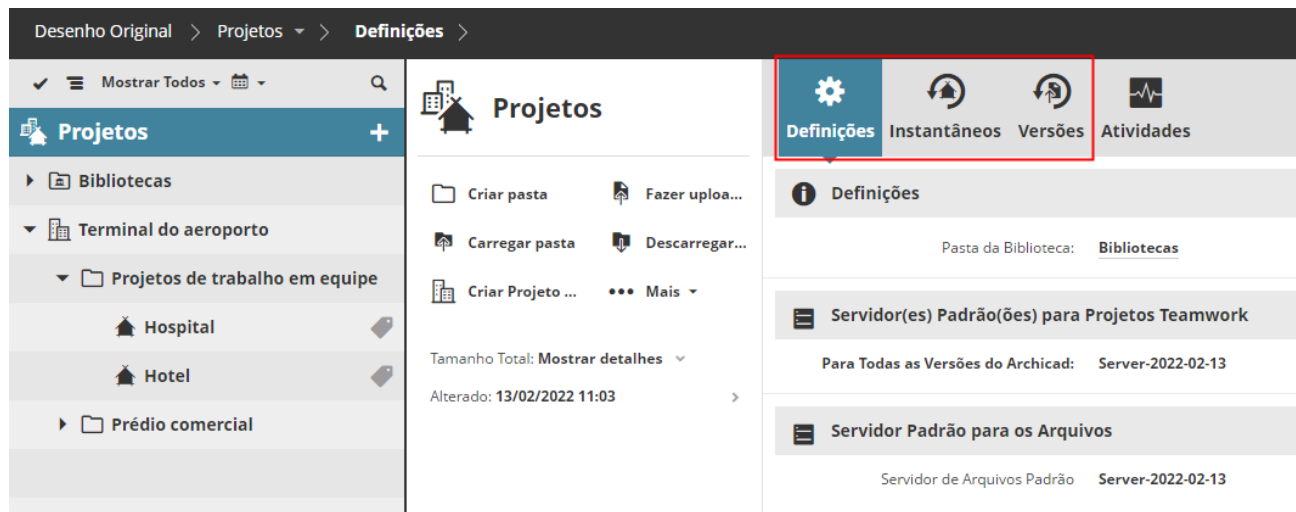 Desenho Original > Projetos > Definições >
Mostrar Todos
Projetos +
Bibliotecas
Terminal do aeroporto
Projetos de trabalho em equipe
Hospital
Hotel
Prédio comercial
Projetos
Criar pasta
Fazer uploa...
Carregar pasta
Descarregar...
Criar Projeto ...
Mais
Tamanho Total: Mostrar detalhes
Alterado: 13/02/2022 11:03
Definições Instantâneos Versões Atividades
Definições
Pasta da Biblioteca: Bibliotecas
Servidor(es) Padrão(ões) para Projetos Teamwork
Para Todas as Versões do Archicad: Server-2022-02-13
Servidor Padrão para os Arquivos
Servidor de Arquivos Padrão Server-2022-02-13